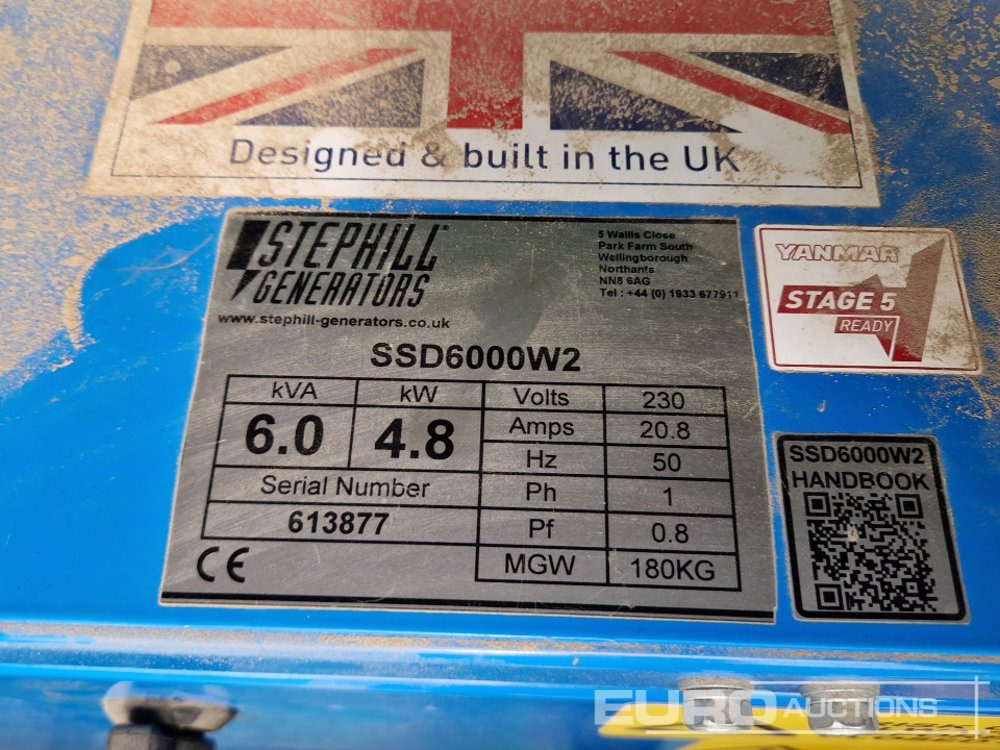 Designed & built in the UK
STEPHILL
GENERATORS
www.stephill-generators.co.uk
5 Wallis Close
Park Farm South
Wellingborough
Northants
NN8 6AG
Tel : +44 (0) 1933 677911
SSD6000W2
kVA kW Volts 230
6.0 4.8 Amps 20.8
Hz 50
Serial Number Ph 1
613877 Pf 0.8
CE MGW 180KG
YANMAR
STAGE 5
READY
SSD6000W2
HANDBOOK
EURO AUCTIONS